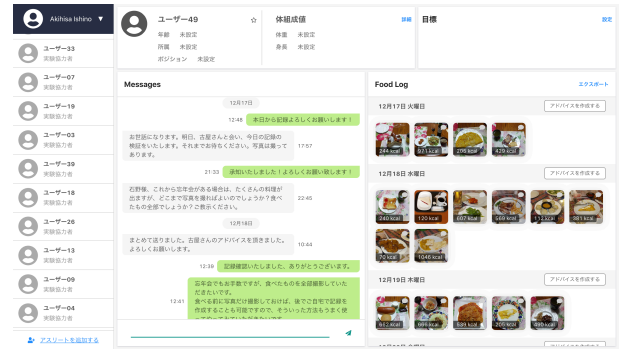 Akihisa Ishino ▼
ユーザー33
実験協力者
ユーザー07
実験協力者
ユーザー19
実験協力者
ユーザー03
実験協力者
ユーザー39
実験協力者
ユーザー18
実験協力者
ユーザー26
実験協力者
ユーザー13
実験協力者
ユーザー09
実験協力者
ユーザー04
実験協力者
アスリートを追加する
ユーザー49
年齢 未設定
所属 未設定
ポジション 未設定
体組成値
詳細
体重 未設定
身長 未設定
目標
設定
Messages
12月17日
12:48 本日から記録よろしくお願いします！
お世話になります。明日、古屋さんと会い、今日の記録の
検証をいたします。それまでお待ちください。写真は撮って
あります。
17:57
21:33 承知いたしました！よろしくお願い致します！
石野様、これから忘年会がある場合は、たくさんの料理が
出ますが、どこまで写真を撮ればよいのでしょうか？食べ
たもの全部でしょうか？ご教示ください。
22:45
12月18日
まとめて送りました。古屋さんのアドバイスを頂きました。
よろしくお願いします。
10:44
12:39 記録確認いたしました。ありがとうございます。
忘年会でもお手数ですが、食べたものを全部撮影していた
だきたいです。
食べる前に写真だけ撮影しておけば、後でご自宅で記録を
作成することも可能ですので、そういった方法もうまく使
12:41
Food Log
エクスポート
12月17日 火曜日
アドバイスを作成する
244 kcal
971 kcal
206 kcal
429 kcal
12月18日 水曜日
アドバイスを作成する
240 kcal
120 kcal
607 kcal
569 kcal
112 kcal
381 kcal
70 kcal
1046 kcal
12月19日 木曜日
アドバイスを作成する
662 kcal
539 kcal
205 kcal
490 kcal